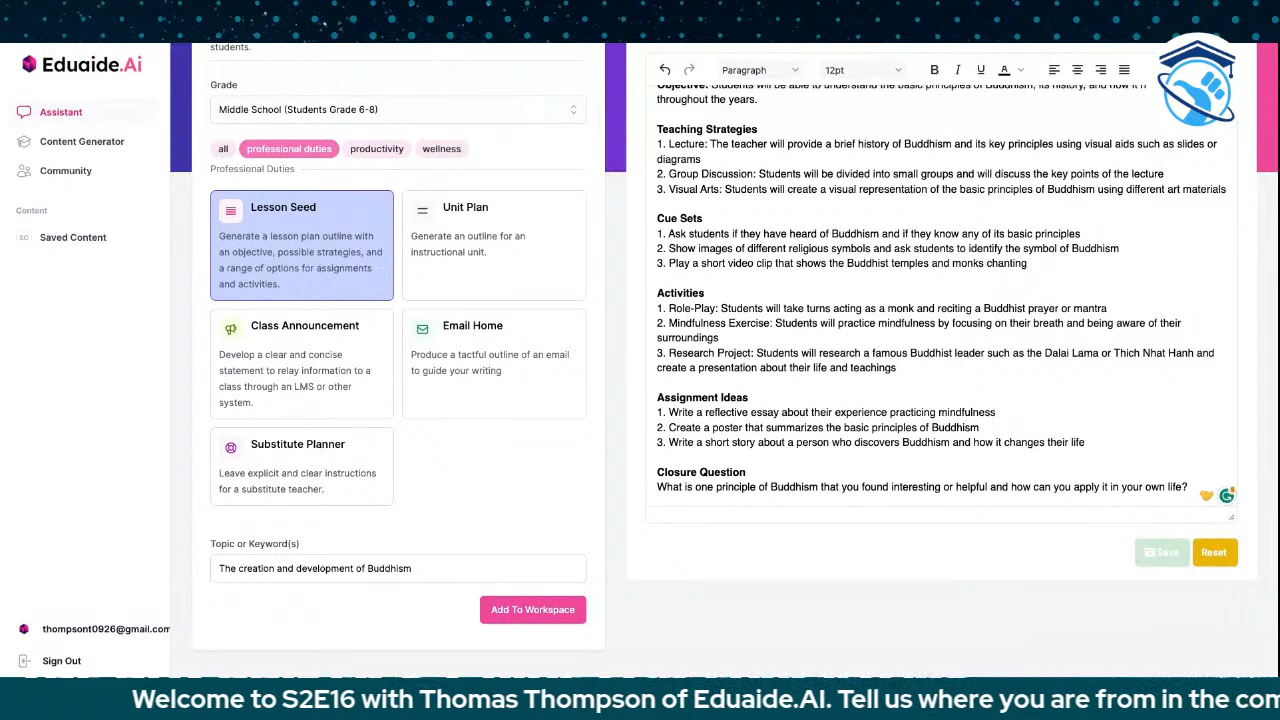 students.
Eduaide.Ai
Assistant
Content Generator
Community
Content
Saved Content
thompsont0926@gmail.com
Sign Out
Grade
Middle School (Students Grade 6-8)
all professional duties productivity wellness
Professional Duties
Lesson Seed
Generate a lesson plan outline with
an objective, possible strategies, and
a range of options for assignments
and activities.
Unit Plan
Generate an outline for an
instructional unit.
Class Announcement
Develop a clear and concise
statement to relay information to a
class through an LMS or other
system.
Email Home
Produce a tactful outline of an email
to guide your writing
Substitute Planner
Leave explicit and clear instructions
for a substitute teacher.
Topic or Keyword(s)
The creation and development of Buddhism
Add To Workspace
Paragraph 12pt B I U A
Objective: Students will be able to understand the basic principles of Buddhism, its history, and how it
throughout the years.
Teaching Strategies
1. Lecture: The teacher will provide a brief history of Buddhism and its key principles using visual aids such as slides or
diagrams
2. Group Discussion: Students will be divided into small groups and will discuss the key points of the lecture
3. Visual Arts: Students will create a visual representation of the basic principles of Buddhism using different art materials
Cue Sets
1. Ask students if they have heard of Buddhism and if they know any of its basic principles
2. Show images of different religious symbols and ask students to identify the symbol of Buddhism
3. Play a short video clip that shows the Buddhist temples and monks chanting
Activities
1. Role-Play: Students will take turns acting as a monk and reciting a Buddhist prayer or mantra
2. Mindfulness Exercise: Students will practice mindfulness by focusing on their breath and being aware of their
surroundings
3. Research Project: Students will research a famous Buddhist leader such as the Dalai Lama or Thich Nhat Hanh and
create a presentation about their life and teachings
Assignment Ideas
1. Write a reflective essay about their experience practicing mindfulness
2. Create a poster that summarizes the basic principles of Buddhism
3. Write a short story about a person who discovers Buddhism and how it changes their life
Closure Question
What is one principle of Buddhism that you found interesting or helpful and how can you apply it in your own life?
Save Reset
Welcome to S2E16 with Thomas Thompson of Eduaide.AI. Tell us where you are from in the com